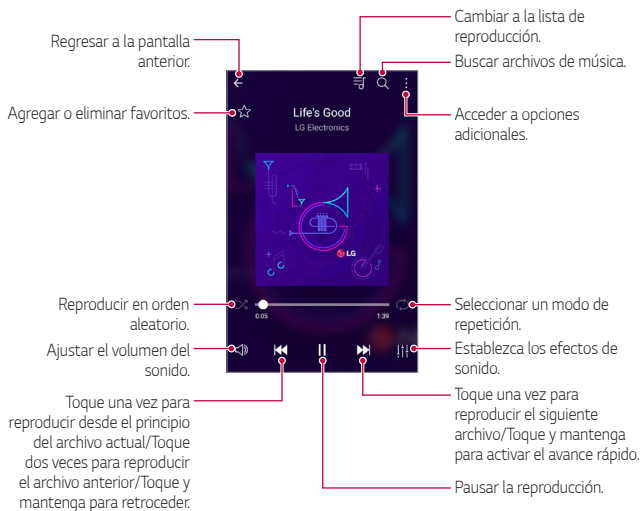 Cambiar a la lista de
reproducción.
Regresar a la pantalla
anterior.
Buscar archivos de música.
Agregar o eliminar favoritos.
Life's Good
LG Electronics
Acceder a opciones
adicionales.
LG
Reproducir en orden
aleatorio.
0:05
1:39
Seleccionar un modo de
repetición.
Ajustar el volumen del
sonido.
Establezca los efectos de
sonido.
Toque una vez para
reproducir desde el principio
del archivo actual/Toque
dos veces para reproducir
el archivo anterior/Toque y
mantenga para retroceder.
Toque una vez para
reproducir el siguiente
archivo/Toque y mantenga
para activar el avance rápido.
Pausar la reproducción.